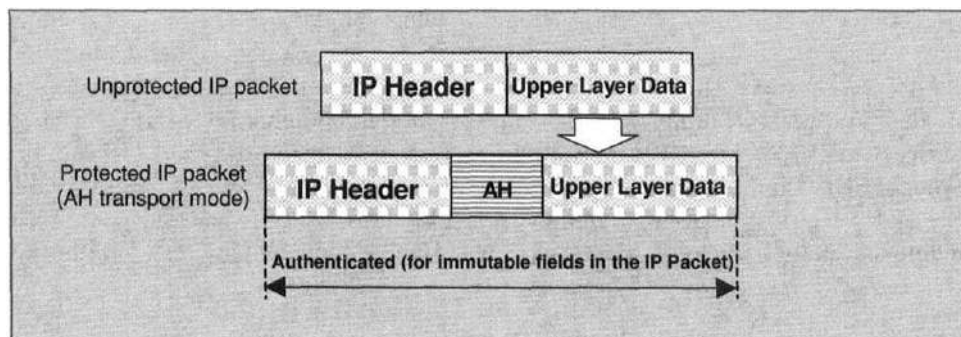 Unprotected IP packet
IP Header
Upper Layer Data
Protected IP packet
(AH transport mode)
IP Header
AH
Upper Layer Data
Authenticated (for immutable fields in the IP Packet)